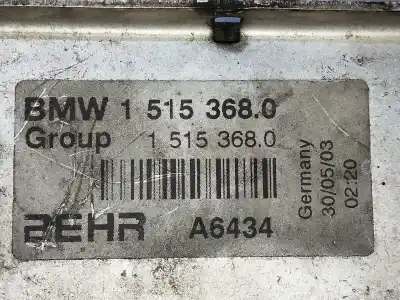 BMW 1 515 368.0
Group 1 515 368.0
BEHR A6434
Germany
30/05/03
02:20